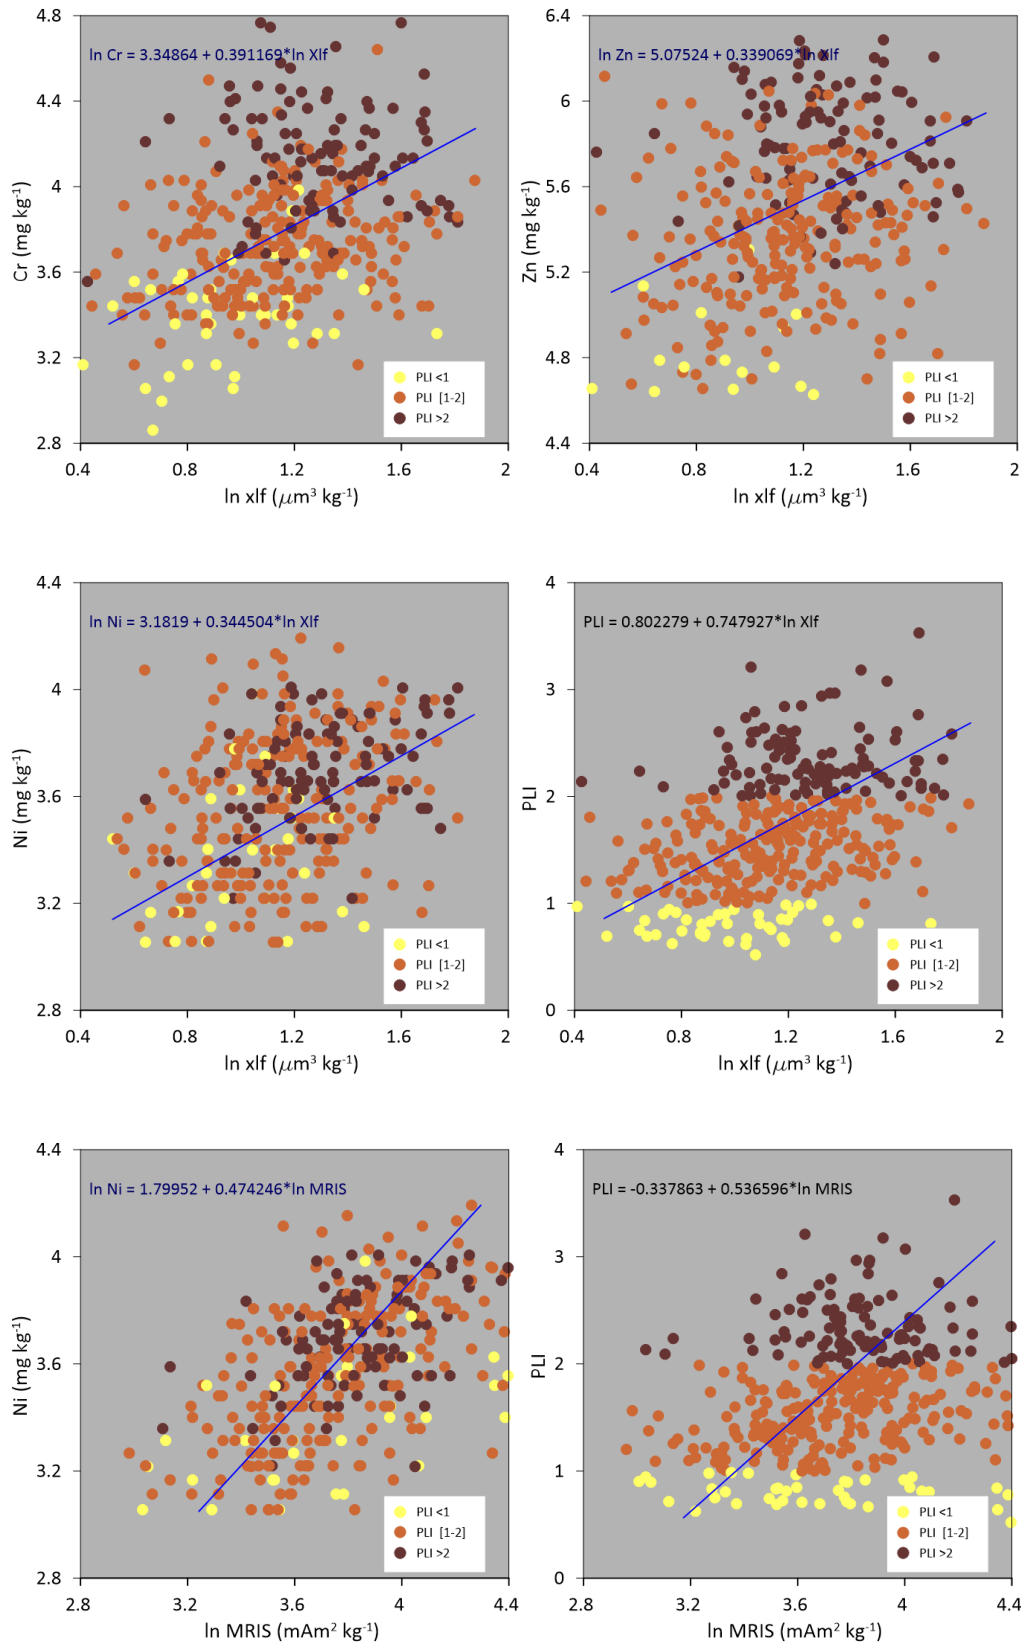 4.8
4.4
4
3.6
3.2
2.8
Cr (mg kg⁻¹)
ln Cr = 3.34864 + 0.391169*ln Xlf
PLI <1
PLI [1-2]
PLI >2
0.4 0.8 1.2 1.6 2
ln xlf (μm³ kg⁻¹)
6.4
6
5.6
5.2
4.8
4.4
Zn (mg kg⁻¹)
ln Zn = 5.07524 + 0.339069*ln Xlf
PLI <1
PLI [1-2]
PLI >2
0.4 0.8 1.2 1.6 2
ln xlf (μm³ kg⁻¹)
4.4
4
3.6
3.2
2.8
Ni (mg kg⁻¹)
ln Ni = 3.1819 + 0.344504*ln Xlf
PLI <1
PLI [1-2]
PLI >2
0.4 0.8 1.2 1.6 2
ln xlf (μm³ kg⁻¹)
4
3
2
1
0
PLI
PLI = 0.802279 + 0.747927*ln Xlf
PLI <1
PLI [1-2]
PLI >2
0.4 0.8 1.2 1.6 2
ln xlf (μm³ kg⁻¹)
4.4
4
3.6
3.2
2.8
Ni (mg kg⁻¹)
ln Ni = 1.79952 + 0.474246*ln MRIS
PLI <1
PLI [1-2]
PLI >2
2.8 3.2 3.6 4 4.4
ln MRIS (mAm² kg⁻¹)
4
3
2
1
0
PLI
PLI = -0.337863 + 0.536596*ln MRIS
PLI <1
PLI [1-2]
PLI >2
2.8 3.2 3.6 4 4.4
ln MRIS (mAm² kg⁻¹)